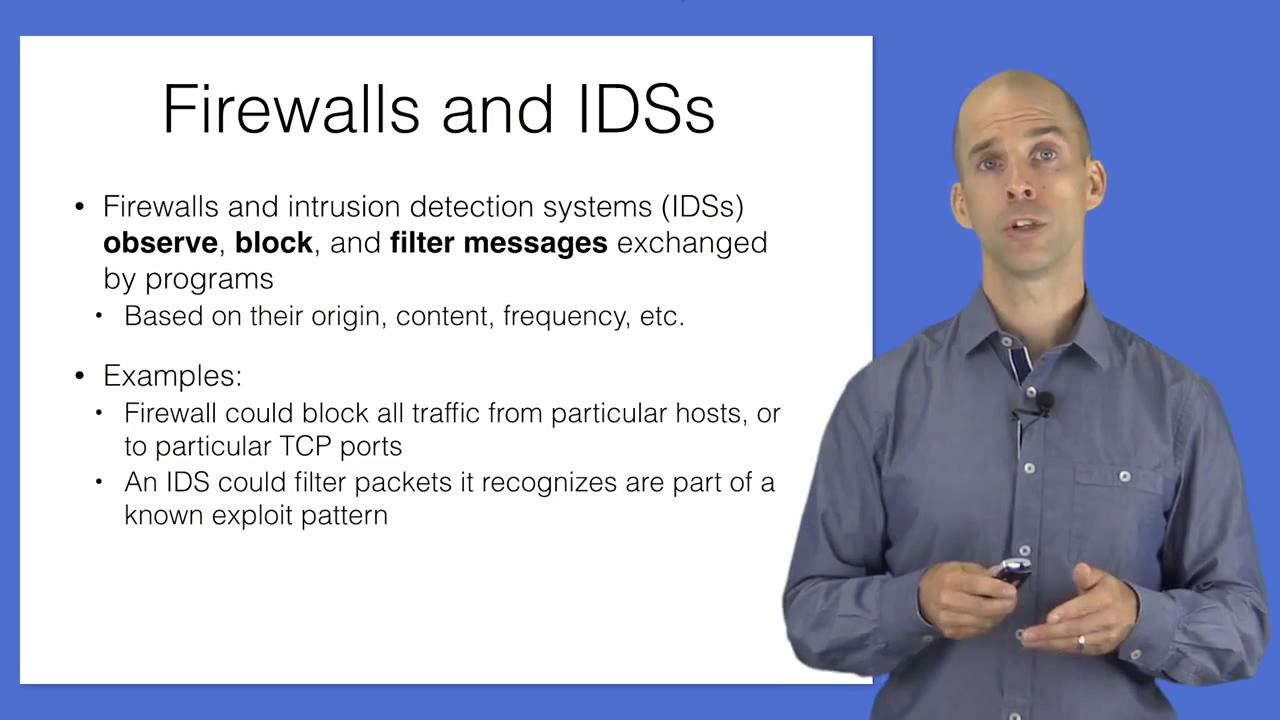 Firewalls and IDSs
• Firewalls and intrusion detection systems (IDSs)
observe, block, and filter messages exchanged
by programs
• Based on their origin, content, frequency, etc.
• Examples:
• Firewall could block all traffic from particular hosts, or
to particular TCP ports
• An IDS could filter packets it recognizes are part of a
known exploit pattern